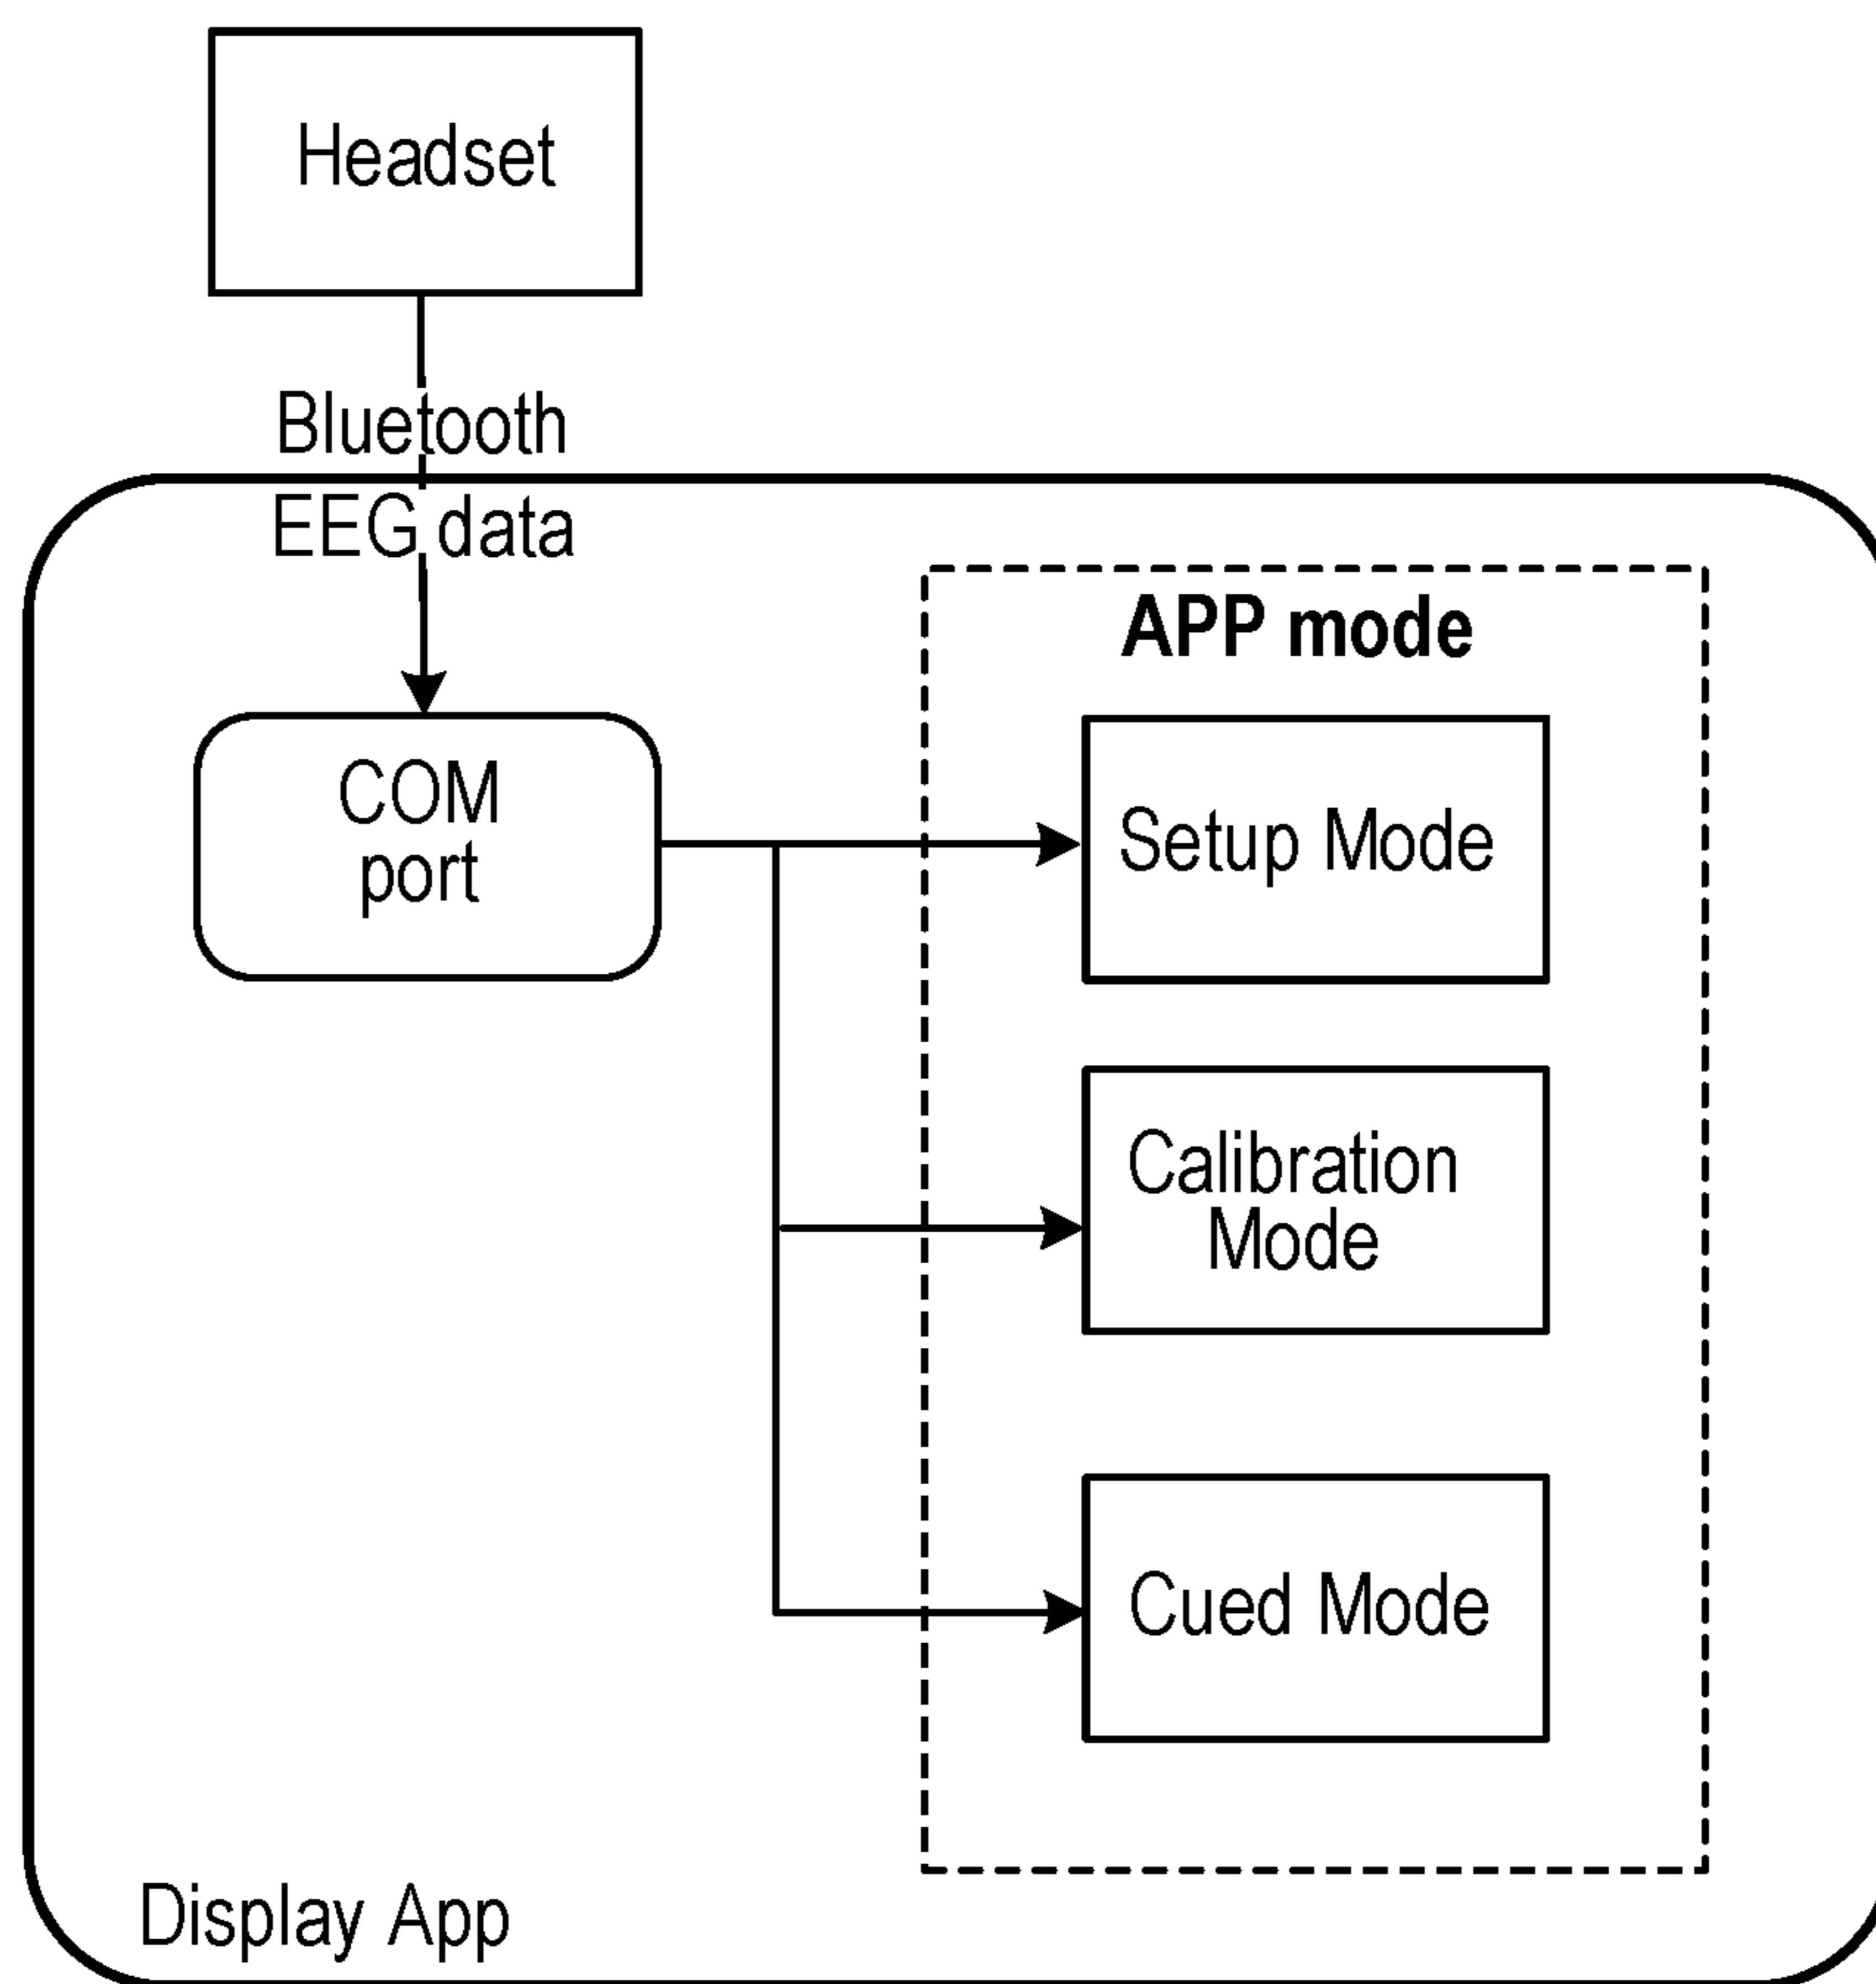 Headset
Bluetooth
EEG data
APP mode
COM
port
Setup Mode
Calibration
Mode
Cued Mode
Display App